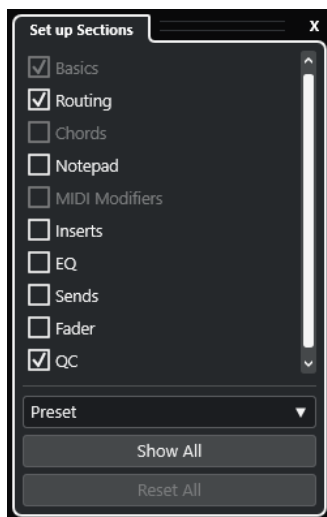 Set up Sections
X
Basics
Routing
Chords
Notepad
MIDI Modifiers
Inserts
EQ
Sends
Fader
QC
Preset
Show All
Reset All